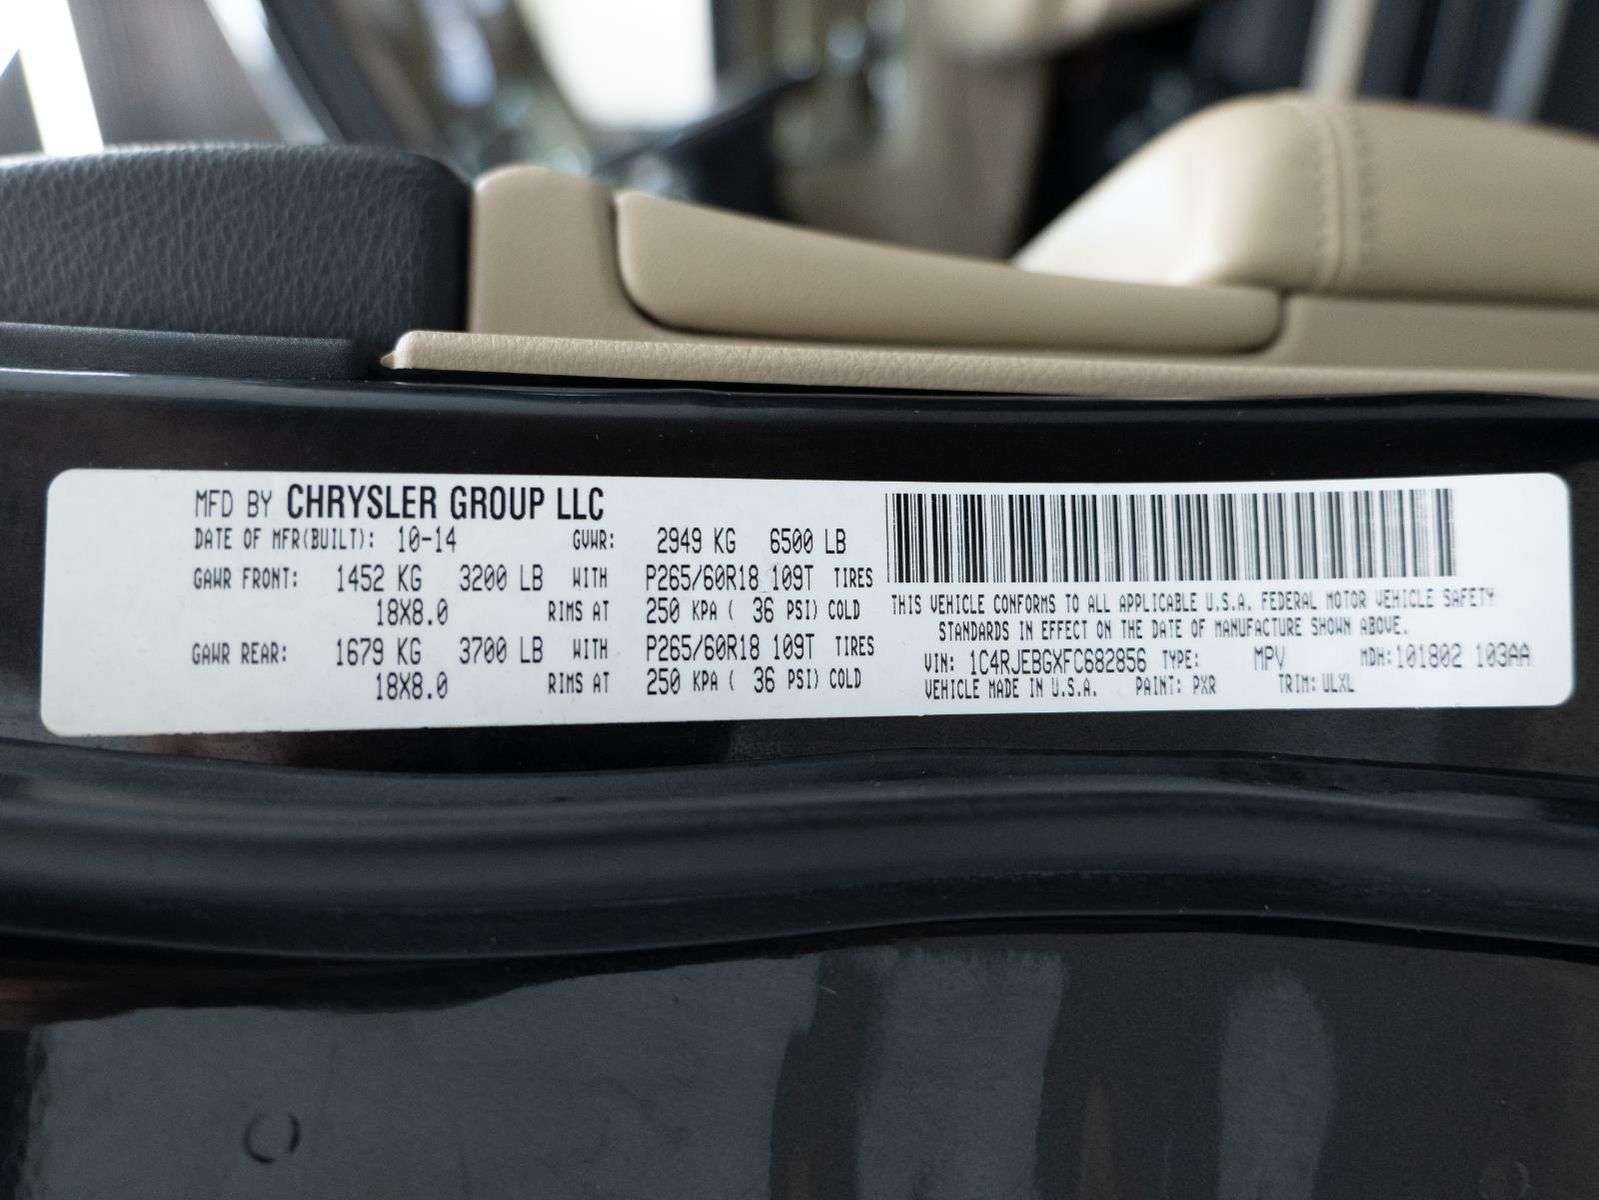 MFD BY CHRYSLER GROUP LLC
DATE OF MFR(BUILT): 10-14 GVWR: 2949 KG 6500 LB
GAWR FRONT: 1452 KG 3200 LB WITH P265/60R18 109T TIRES
18X8.0 RIMS AT 250 KPA ( 36 PSI) COLD
GAWR REAR: 1679 KG 3700 LB WITH P265/60R18 109T TIRES
18X8.0 RIMS AT 250 KPA ( 36 PSI) COLD
THIS VEHICLE CONFORMS TO ALL APPLICABLE U.S.A. FEDERAL MOTOR VEHICLE SAFETY
STANDARDS IN EFFECT ON THE DATE OF MANUFACTURE SHOWN ABOVE.
VIN: 1C4RJEBGXFC682856 TYPE: MPV MDH: 101802 103AA
VEHICLE MADE IN U.S.A. PAINT: PXR TRIM: ULXL